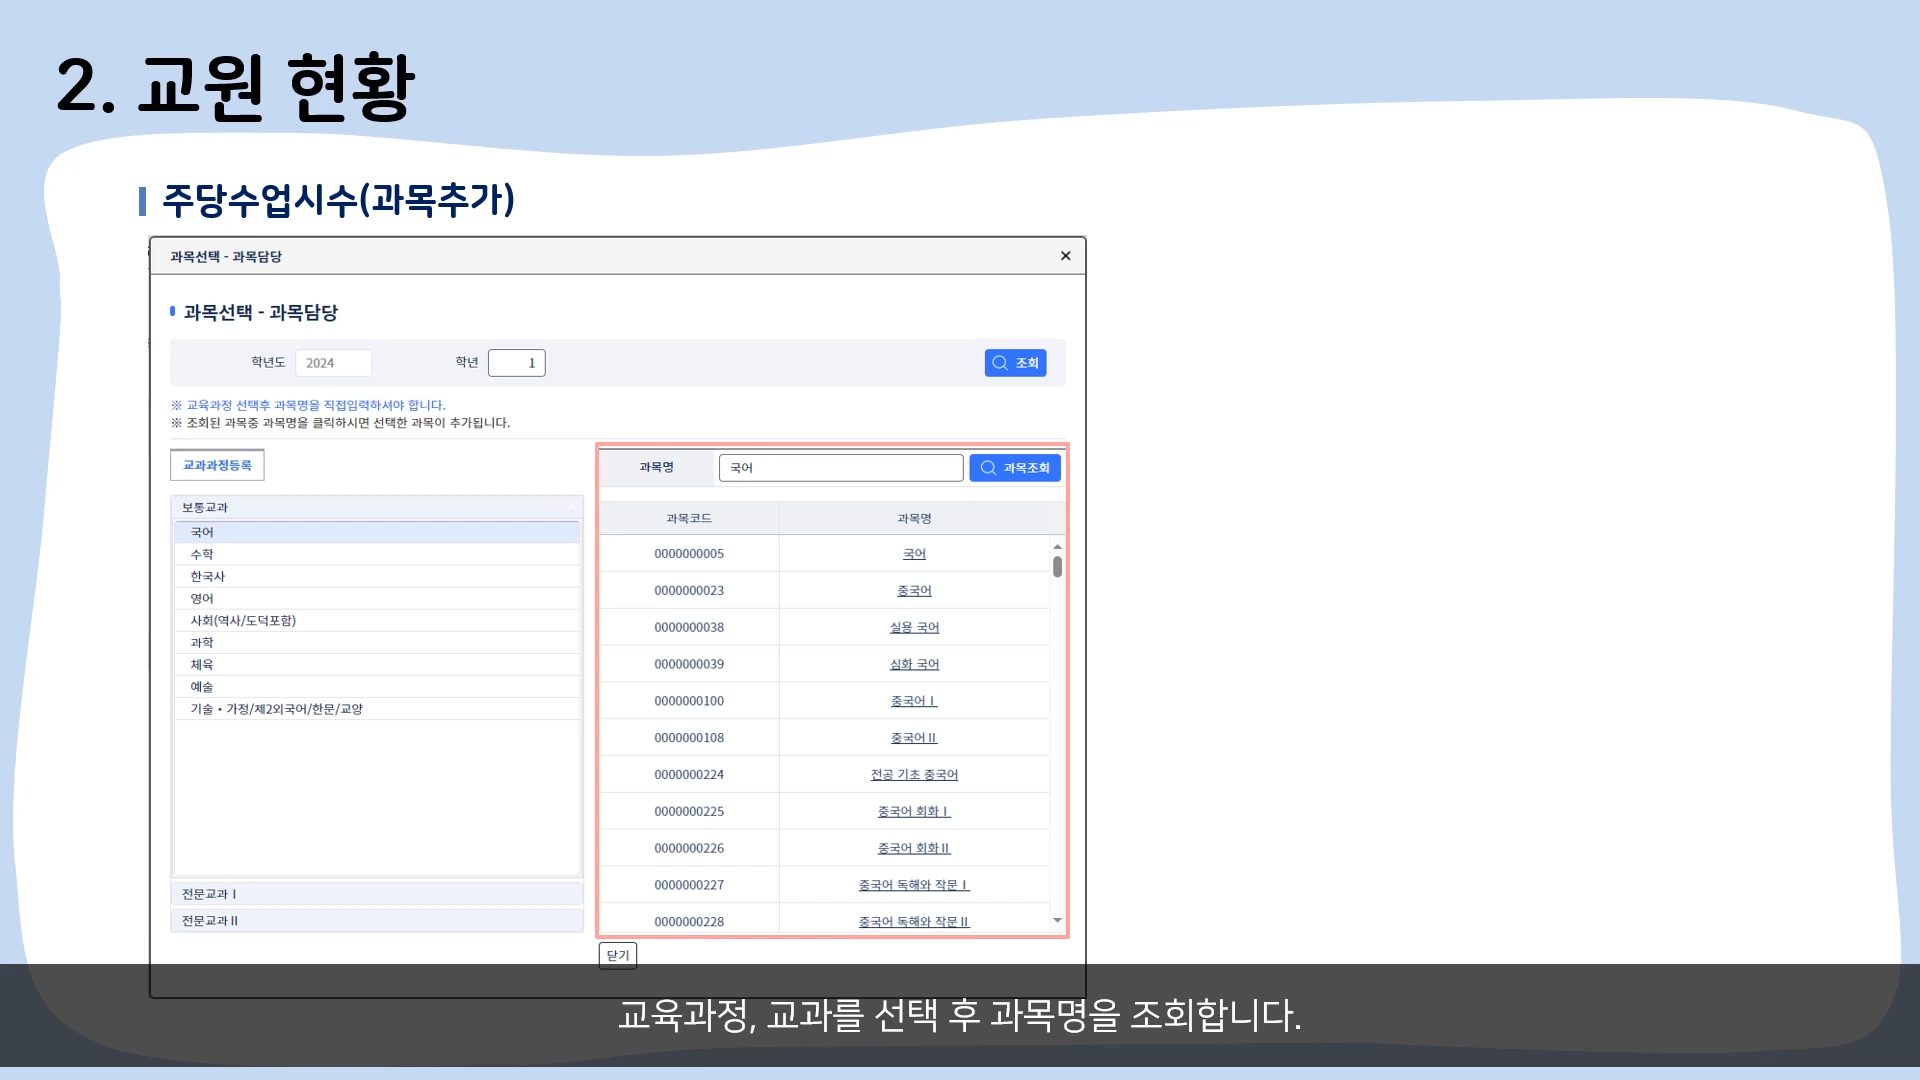 2. 교원 현황
주당수업시수(과목추가)
과목선택 - 과목담당
과목선택 - 과목담당
학년도 2024 학년 1 조회
※ 교육과정 선택후 과목명을 직접입력하셔야 합니다.
※ 조회된 과목중 과목명을 클릭하시면 선택한 과목이 추가됩니다.
교과과정등록
보통교과
국어
수학
한국사
영어
사회(역사/도덕포함)
과학
체육
예술
기술・가정/제2외국어/한문/교양
전문교과Ⅰ
전문교과Ⅱ
과목명 국어 과목조회
과목코드 과목명
0000000005 국어
0000000023 중국어
0000000038 실용 국어
0000000039 심화 국어
0000000100 중국어Ⅰ
0000000108 중국어Ⅱ
0000000224 전공 기초 중국어
0000000225 중국어 회화Ⅰ
0000000226 중국어 회화Ⅱ
0000000227 중국어 독해와 작문Ⅰ
0000000228 중국어 독해와 작문Ⅱ
닫기
교육과정, 교과를 선택 후 과목명을 조회합니다.